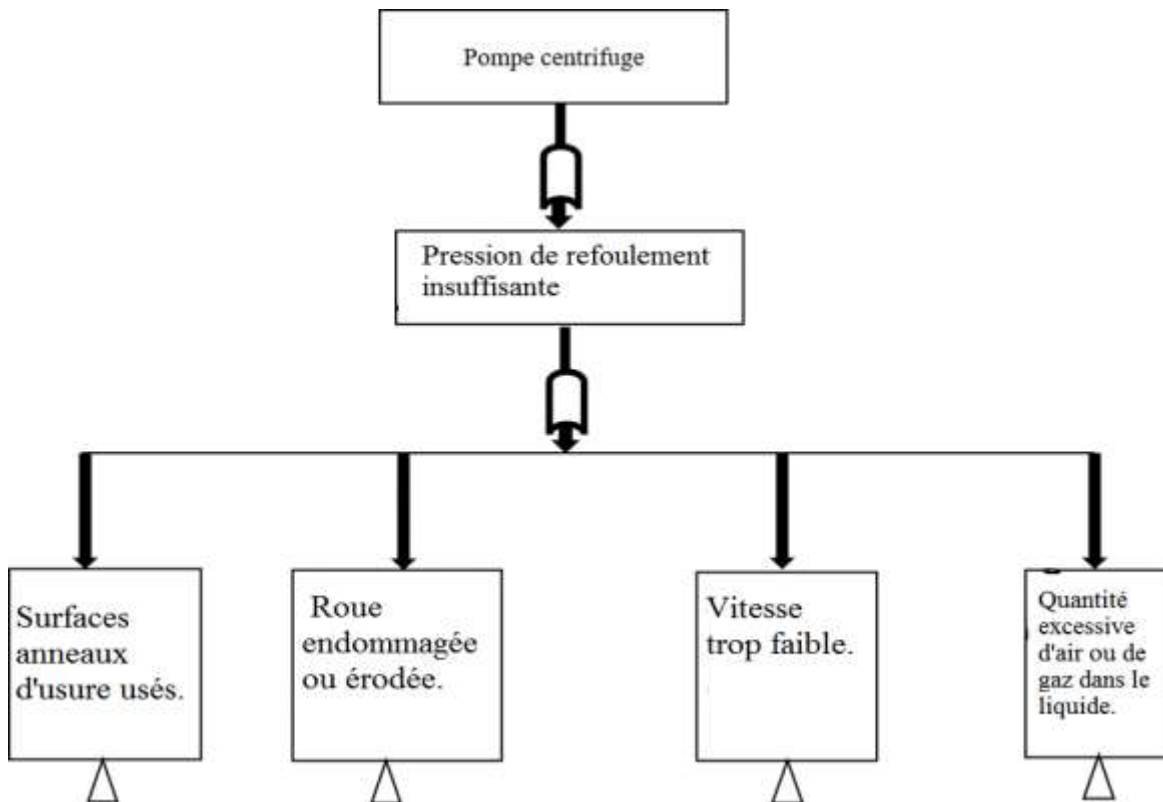 Pompe centrifuge
Pression de refoulement
insuffisante
Surfaces
anneaux
d'usure usés.
Roue
endommagée
ou érodée.
Vitesse
trop faible.
Quantité
excessive
d'air ou de
gaz dans le
liquide.